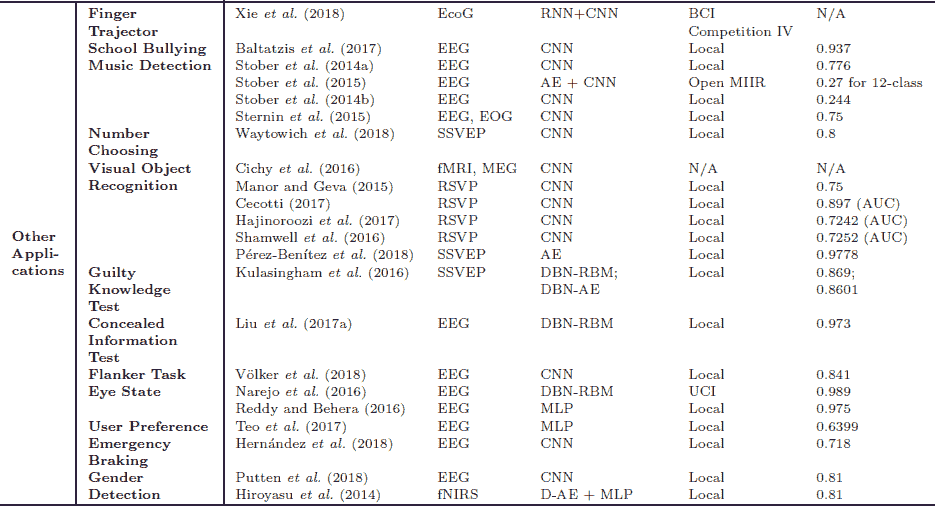 Finger Xie et al. (2018) EcoG RNN+CNN BCI N/A
Trajector Competition IV
School Bullying Baltatzis et al. (2017) EEG CNN Local 0.937
Music Detection Stober et al. (2014a) EEG CNN Local 0.776
Stober et al. (2015) EEG AE + CNN Open MIIR 0.27 for 12-class
Stober et al. (2014b) EEG CNN Local 0.244
Sternin et al. (2015) EEG, EOG CNN Local 0.75
Number Waytowich et al. (2018) SSVEP CNN Local 0.8
Choosing
Visual Object Cichy et al. (2016) fMRI, MEG CNN N/A N/A
Recognition Manor and Geva (2015) RSVP CNN Local 0.75
Cecotti (2017) RSVP CNN Local 0.897 (AUC)
Hajinoroozi et al. (2017) RSVP CNN Local 0.7242 (AUC)
Other Shamwell et al. (2016) RSVP CNN Local 0.7252 (AUC)
Appli- Pérez-Benítez et al. (2018) SSVEP AE Local 0.9778
cations Guilty Kulasingham et al. (2016) SSVEP DBN-RBM; Local 0.869;
Knowledge DBN-AE 0.8601
Test
Concealed Liu et al. (2017a) EEG DBN-RBM Local 0.973
Information
Test
Flanker Task Völker et al. (2018) EEG CNN Local 0.841
Eye State Narejo et al. (2016) EEG DBN-RBM UCI 0.989
Reddy and Behera (2016) EEG MLP Local 0.975
User Preference Teo et al. (2017) EEG MLP Local 0.6399
Emergency Hernández et al. (2018) EEG CNN Local 0.718
Braking
Gender Putten et al. (2018) EEG CNN Local 0.81
Detection Hiroyasu et al. (2014) fNIRS D-AE + MLP Local 0.81